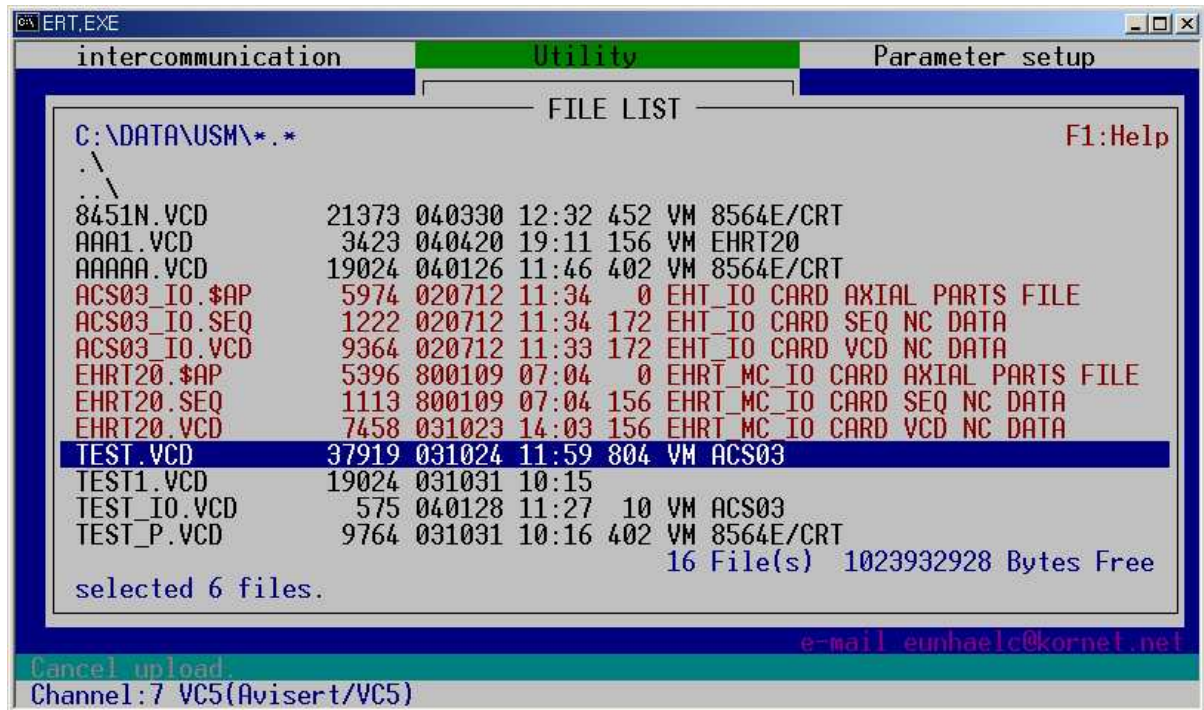 ERT.EXE
intercommunication Utility Parameter setup
FILE LIST
C:\DATA\USM\*.* F1:Help
.\
..\
8451N.VCD 21373 040330 12:32 452 VM 8564E/CRT
AAA1.VCD 3423 040420 19:11 156 VM EHRT20
AAAAA.VCD 19024 040126 11:46 402 VM 8564E/CRT
ACS03_IO.$AP 5974 020712 11:34 0 EHT_IO CARD AXIAL PARTS FILE
ACS03_IO.SEQ 1222 020712 11:34 172 EHT_IO CARD SEQ NC DATA
ACS03_IO.VCD 9364 020712 11:33 172 EHT_IO CARD VCD NC DATA
EHRT20.$AP 5396 800109 07:04 0 EHRT_MC_IO CARD AXIAL PARTS FILE
EHRT20.SEQ 1113 800109 07:04 156 EHRT_MC_IO CARD SEQ NC DATA
EHRT20.VCD 7458 031023 14:03 156 EHRT_MC_IO CARD VCD NC DATA
TEST.VCD 37919 031024 11:59 804 VM ACS03
TEST1.VCD 19024 031031 10:15
TEST_IO.VCD 575 040128 11:27 10 VM ACS03
TEST_P.VCD 9764 031031 10:16 402 VM 8564E/CRT
16 File(s) 1023932928 Bytes Free
selected 6 files.
e-mail eunhaelc@kornet.net
Cancel upload.
Channel:7 VC5(Avisert/VC5)